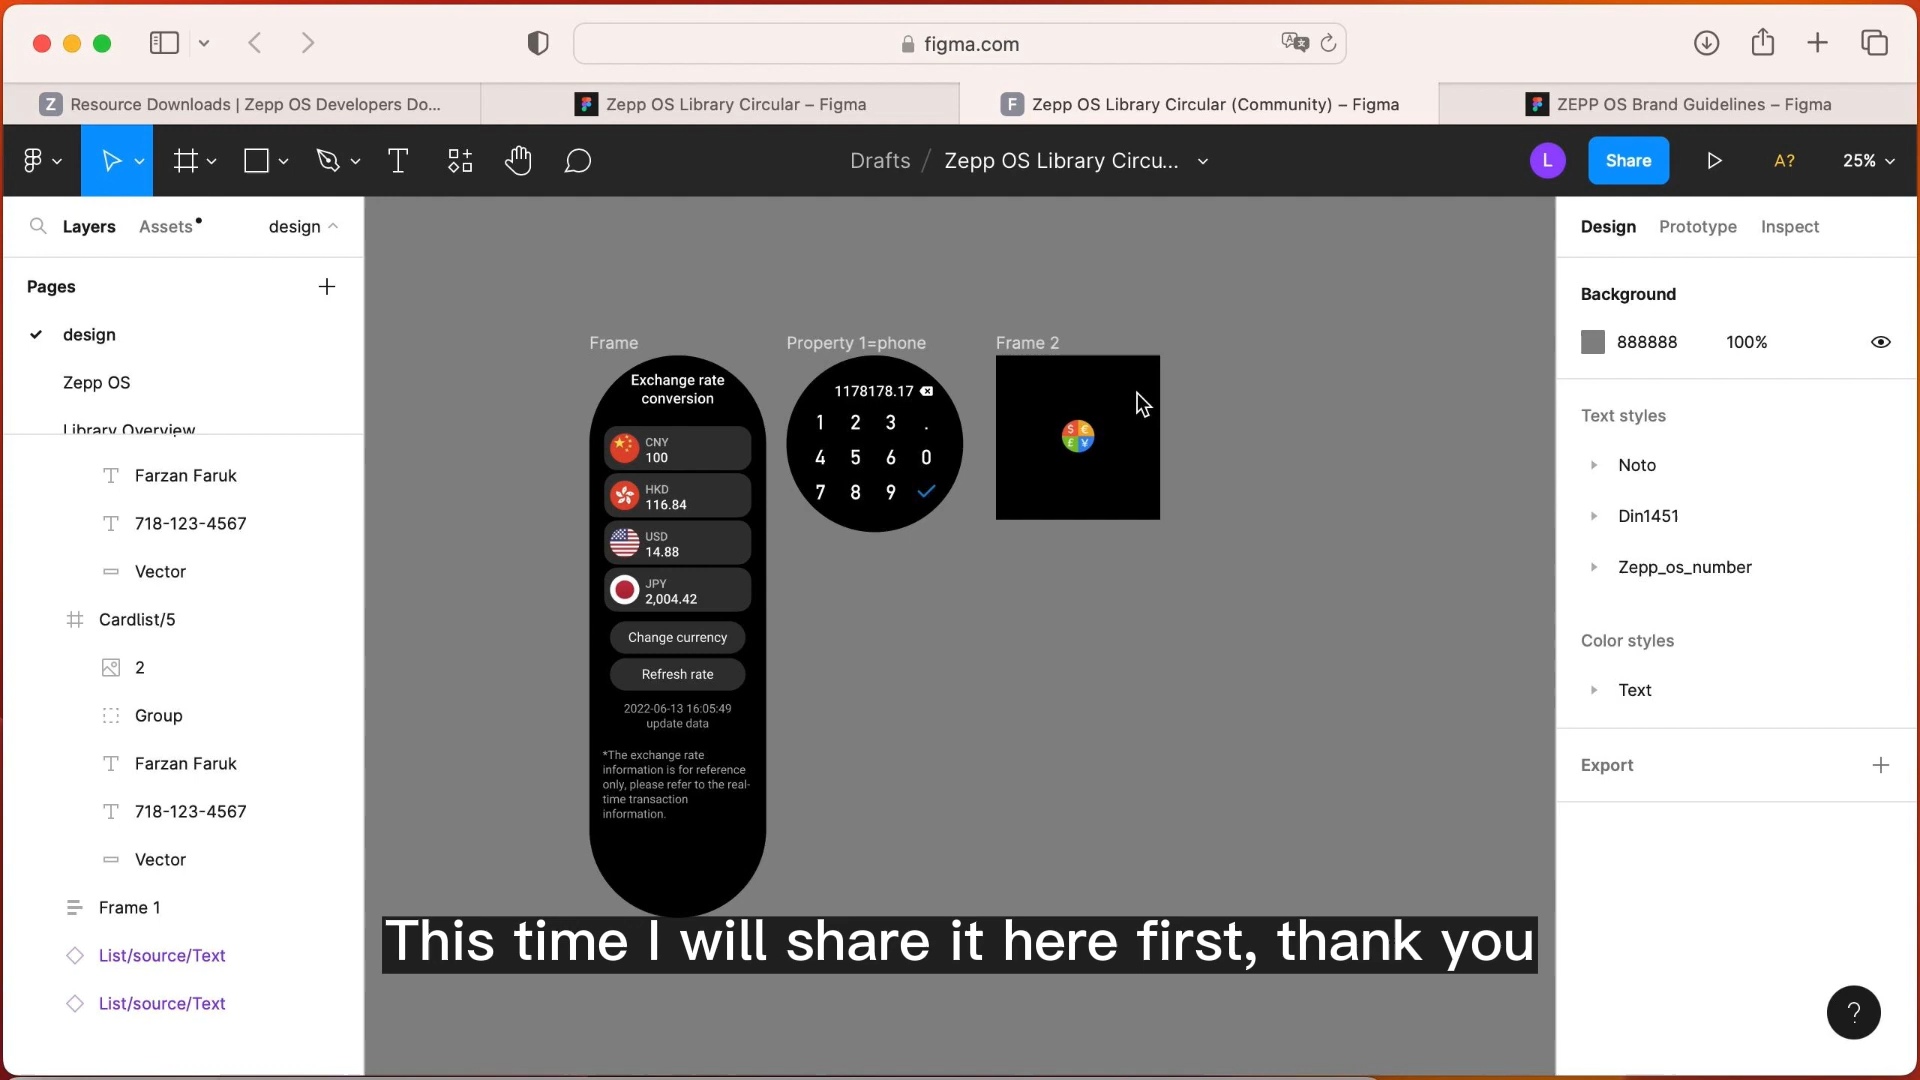 figma.com
Z Resource Downloads | Zepp OS Developers Do...
Zepp OS Library Circular – Figma
F Zepp OS Library Circular (Community) – Figma
ZEPP OS Brand Guidelines – Figma
Drafts / Zepp OS Library Circu...
L
Share
A?
25%
Layers
Assets
design
Pages
design
Zepp OS
Library Overview
Farzan Faruk
718-123-4567
Vector
Cardlist/5
2
Group
Farzan Faruk
718-123-4567
Vector
Frame 1
List/source/Text
List/source/Text
Frame
Exchange rate
conversion
CNY
100
HKD
116.84
USD
14.88
JPY
2,004.42
Change currency
Refresh rate
2022-06-13 16:05:49
update data
*The exchange rate
information is for reference
only, please refer to the real-
time transaction
information.
Property 1=phone
1178178.17
1 2 3 .
4 5 6 0
7 8 9
Frame 2
$ €
£ ¥
This time I will share it here first, thank you
Design
Prototype
Inspect
Background
888888
100%
Text styles
Noto
Din1451
Zepp_os_number
Color styles
Text
Export
?